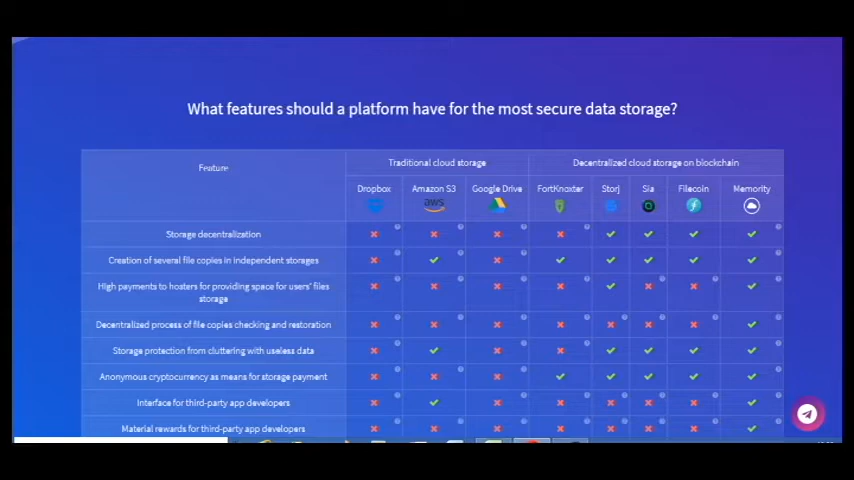 What features should a platform have for the most secure data storage?
Feature
Traditional cloud storage
Decentralized cloud storage on blockchain
Dropbox
Amazon S3
Google Drive
FortKnoxter
Storj
Sia
Filecoin
Memority
aws
Storage decentralization
Creation of several file copies in independent storages
High payments to hosters for providing space for users' files
storage
Decentralized process of file copies checking and restoration
Storage protection from cluttering with useless data
Anonymous cryptocurrency as means for storage payment
Interface for third-party app developers
Material rewards for third-party app developers